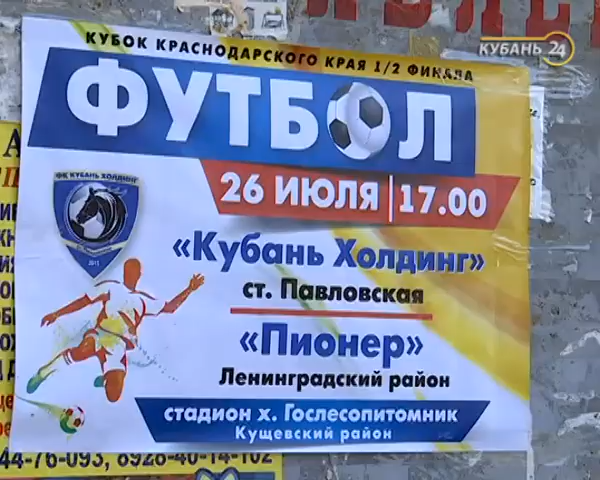 КУБАНЬ 24
КУБОК КРАСНОДАРСКОГО КРАЯ 1/2 ФИНАЛА
ФУТБОЛ
26 ИЮЛЯ 17.00
ФК КУБАНЬ ХОЛДИНГ
«Кубань Холдинг»
ст. Павловская
«Пионер»
Ленинградский район
стадион х. Гослесопитомник
Кущевский район
44-76-093, 8928-40-14-102